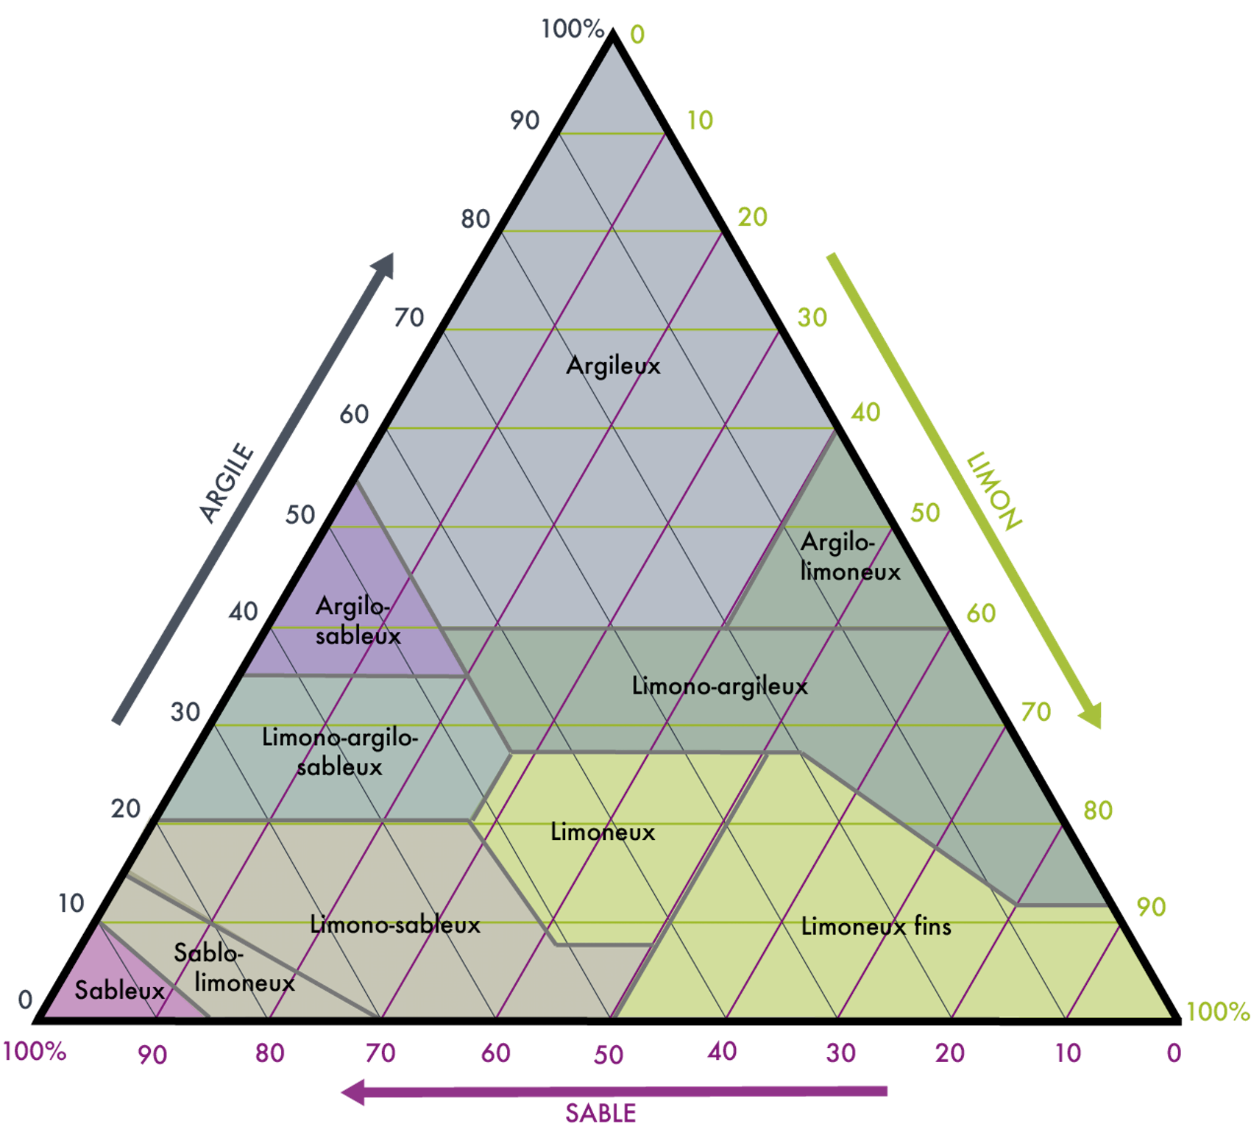 100% 0
90 10
80 20
70 30
Argileux
60 40
ARGILE
LIMON
50 50
Argilo-
limoneux
Argilo-
sableux
40 60
Limono-argileux
30 70
Limono-argilo-
sableux
20 80
Limoneux
10 90
Limono-sableux
Limoneux fins
Sablo-
limoneux
Sableux
0 100%
100% 90 80 70 60 50 40 30 20 10 0
SABLE